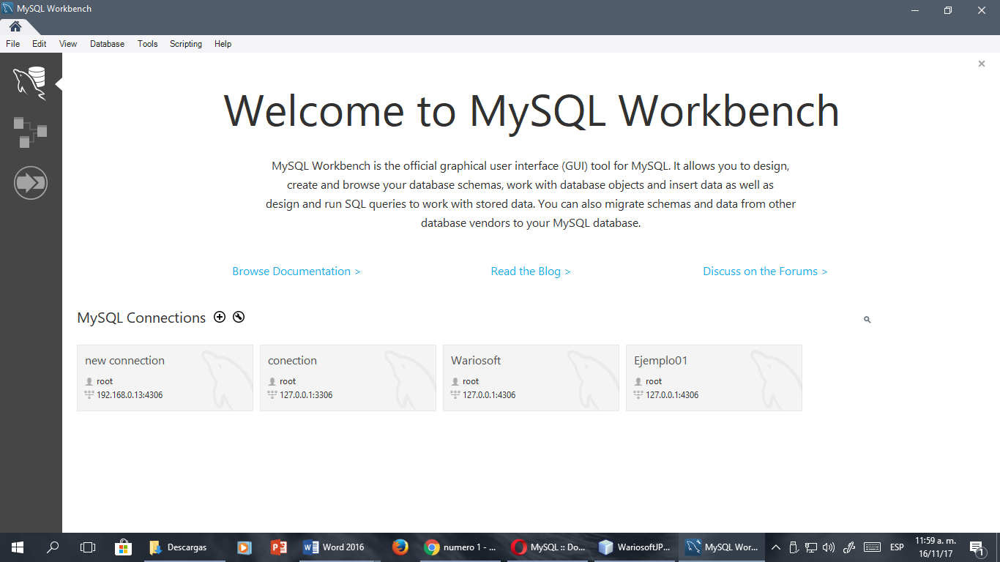 MySQL Workbench
File Edit View Database Tools Scripting Help
Welcome to MySQL Workbench
MySQL Workbench is the official graphical user interface (GUI) tool for MySQL. It allows you to design,
create and browse your database schemas, work with database objects and insert data as well as
design and run SQL queries to work with stored data. You can also migrate schemas and data from other
database vendors to your MySQL database.
Browse Documentation > Read the Blog > Discuss on the Forums >
MySQL Connections
new connection
root
192.168.0.13:4306
conection
root
127.0.0.1:3306
Wariosoft
root
127.0.0.1:4306
Ejemplo01
root
127.0.0.1:4306
Descargas Word 2016 numero 1 - ... MySQL :: Do... WariosoftJP... MySQL Wor... ESP 11:59 a. m.
16/11/17 1